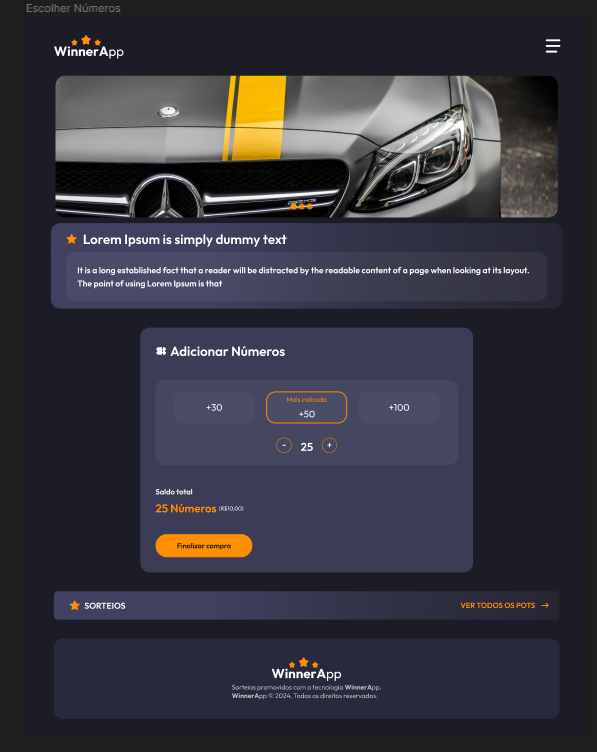 Escolher Números
WinnerApp
Lorem Ipsum is simply dummy text
It is a long established fact that a reader will be distracted by the readable content of a page when looking at its layout.
The point of using Lorem Ipsum is that
Adicionar Números
+30
Mais indicado
+50
+100
- 25 +
Saldo total
25 Números (R$10,00)
Finalizar compra
SORTEIOS
VER TODOS OS POTS →
WinnerApp
Sorteios promovidos com a tecnologia WinnerApp.
WinnerApp © 2024. Todos os direitos reservados.